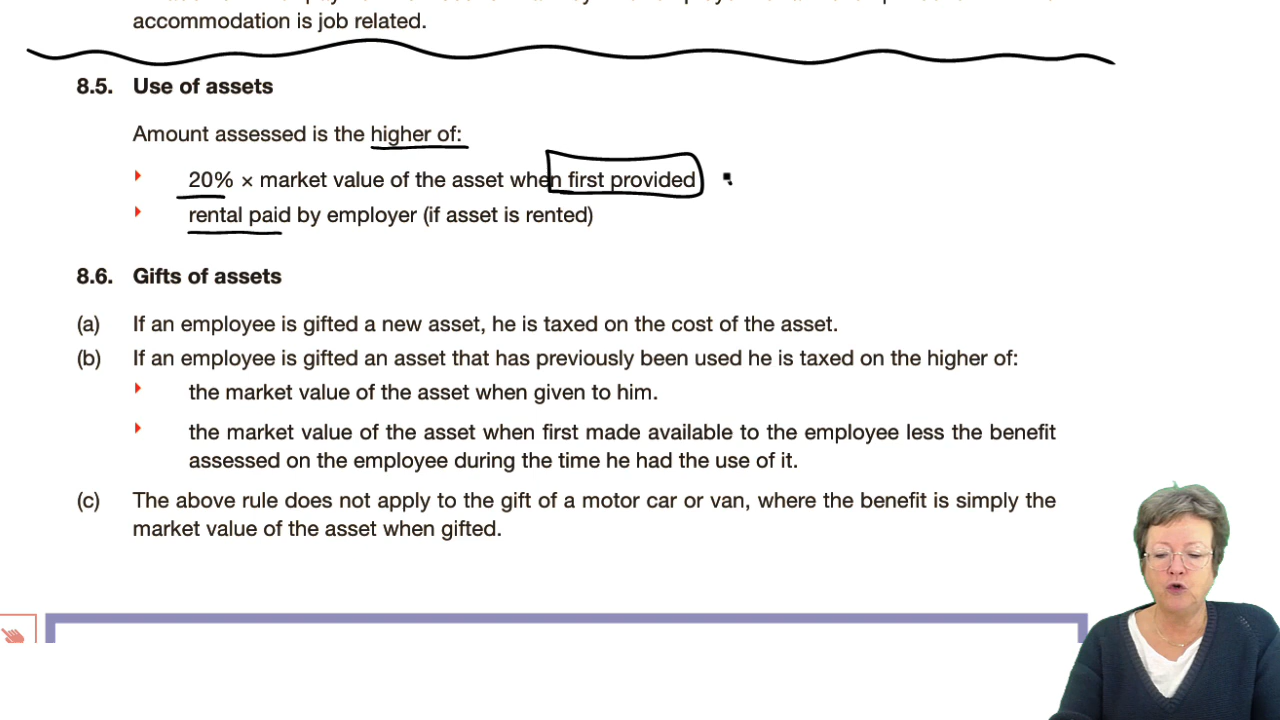 accommodation is job related.
8.5. Use of assets
Amount assessed is the higher of:
20% × market value of the asset when first provided
rental paid by employer (if asset is rented)
8.6. Gifts of assets
(a) If an employee is gifted a new asset, he is taxed on the cost of the asset.
(b) If an employee is gifted an asset that has previously been used he is taxed on the higher of:
the market value of the asset when given to him.
the market value of the asset when first made available to the employee less the benefit
assessed on the employee during the time he had the use of it.
(c) The above rule does not apply to the gift of a motor car or van, where the benefit is simply the
market value of the asset when gifted.